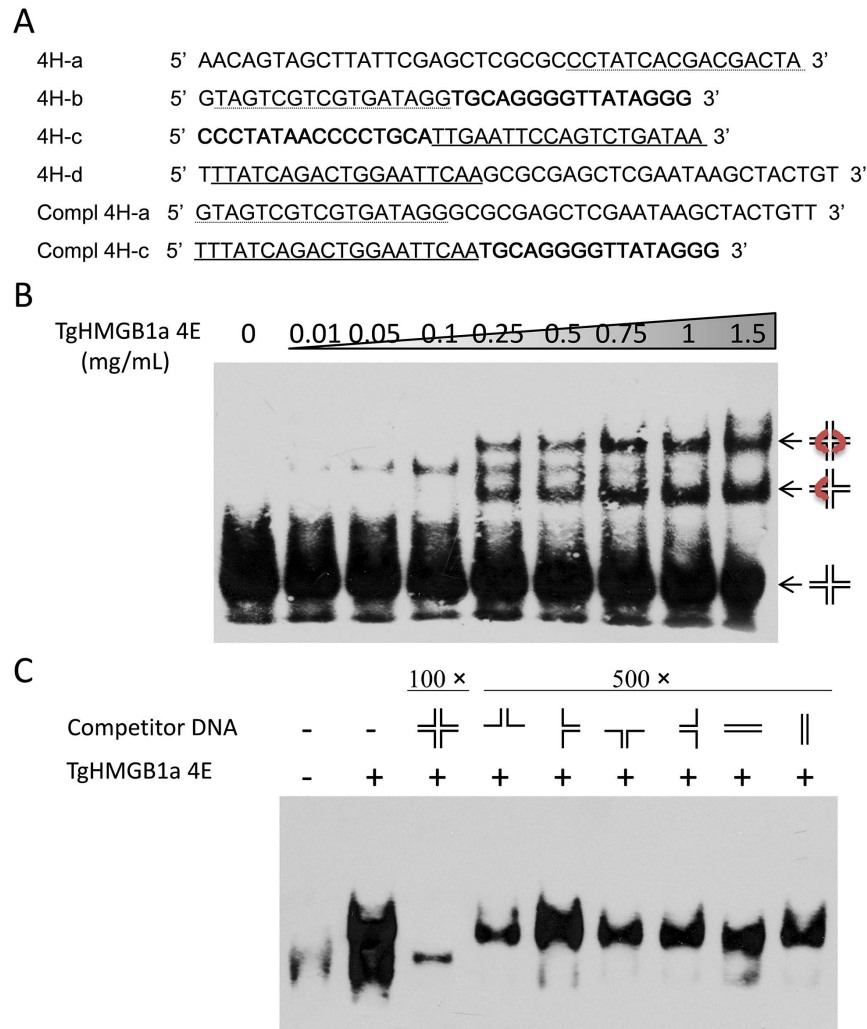 A
4H-a 5’ AACAGTAGCTTATTCGAGCTCGCGCCCTATCACGACGACTA 3’
4H-b 5’ GTAGTCGTCGTGATAGGTGCAGGGGTTATAGGG 3’
4H-c 5’ CCCTATAACCCCTGCATTGAATTCCAGTCTGATAA 3’
4H-d 5’ TTTATCAGACTGGAATTCAAGCGCGAGCTCGAATAAGCTACTGT 3’
Compl 4H-a 5’ GTAGTCGTCGTGATAGGGCGCGAGCTCGAATAAGCTACTGTT 3’
Compl 4H-c 5’ TTTATCAGACTGGAATTCAATGCAGGGGTTATAGGG 3’
B
TgHMGB1a 4E 0 0.01 0.05 0.1 0.25 0.5 0.75 1 1.5
(mg/mL)
C
100 × 500 ×
Competitor DNA - -
TgHMGB1a 4E - + + + + + + + +